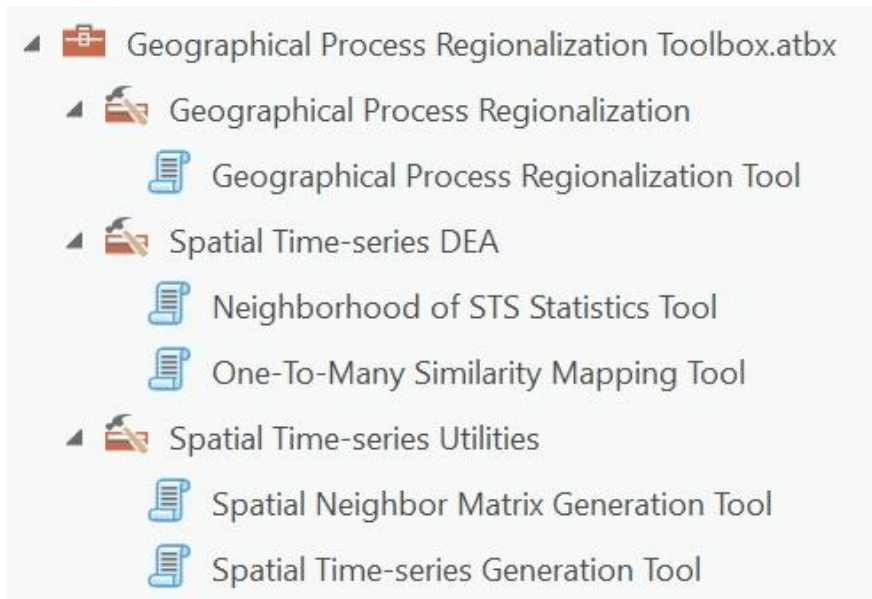 Geographical Process Regionalization Toolbox.atbx
Geographical Process Regionalization
Geographical Process Regionalization Tool
Spatial Time-series DEA
Neighborhood of STS Statistics Tool
One-To-Many Similarity Mapping Tool
Spatial Time-series Utilities
Spatial Neighbor Matrix Generation Tool
Spatial Time-series Generation Tool